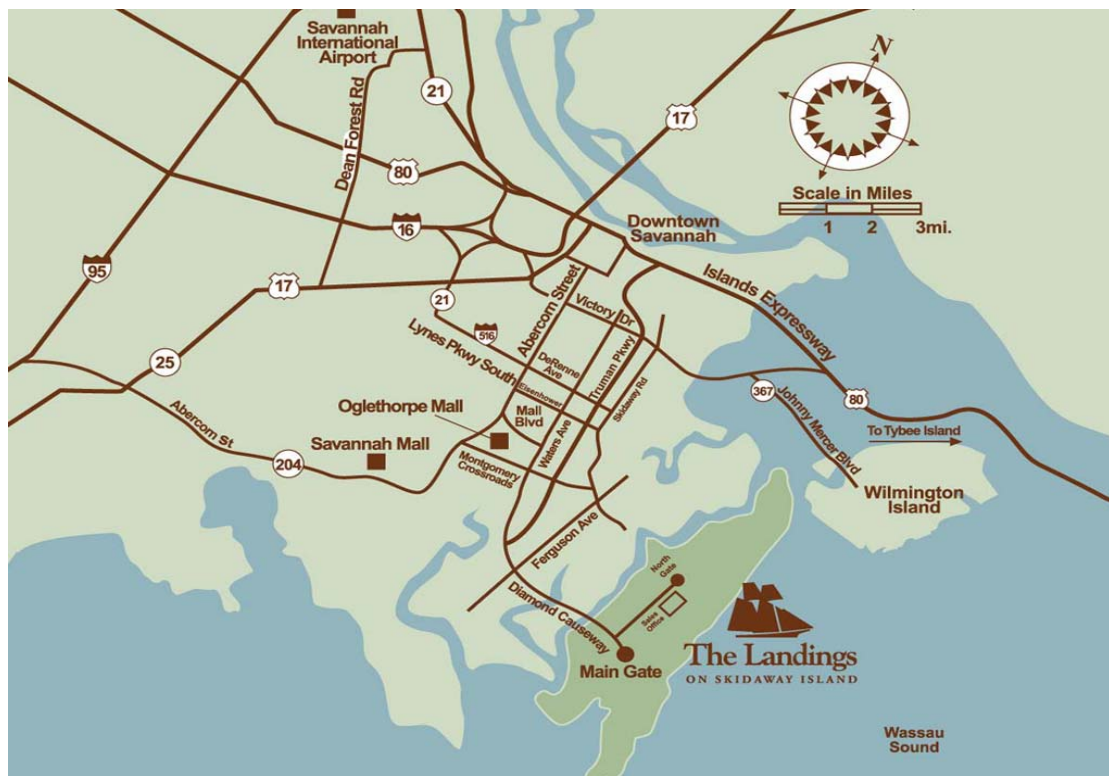 Savannah
International
Airport
N
21
17
Dean Forest Rd
80
Scale in Miles
1 2 3mi.
16
Downtown
Savannah
95
17
Islands Expressway
21
Abercorn Street
Victory Dr
516
Lynes Pkwy South
DeRenne
Ave
Truman Pkwy
25
Skidaway Rd
367
Johnny Mercer Blvd
80
Eisenhower
Abercorn St
Oglethorpe Mall
Mall
Blvd
Waters Ave
To Tybee Island
Savannah Mall
204
Montgomery
Crossroads
Wilmington
Island
Ferguson Ave
North
Gate
Sales
Office
Diamond Causeway
Main Gate
The Landings
ON SKIDAWAY ISLAND
Wassau
Sound